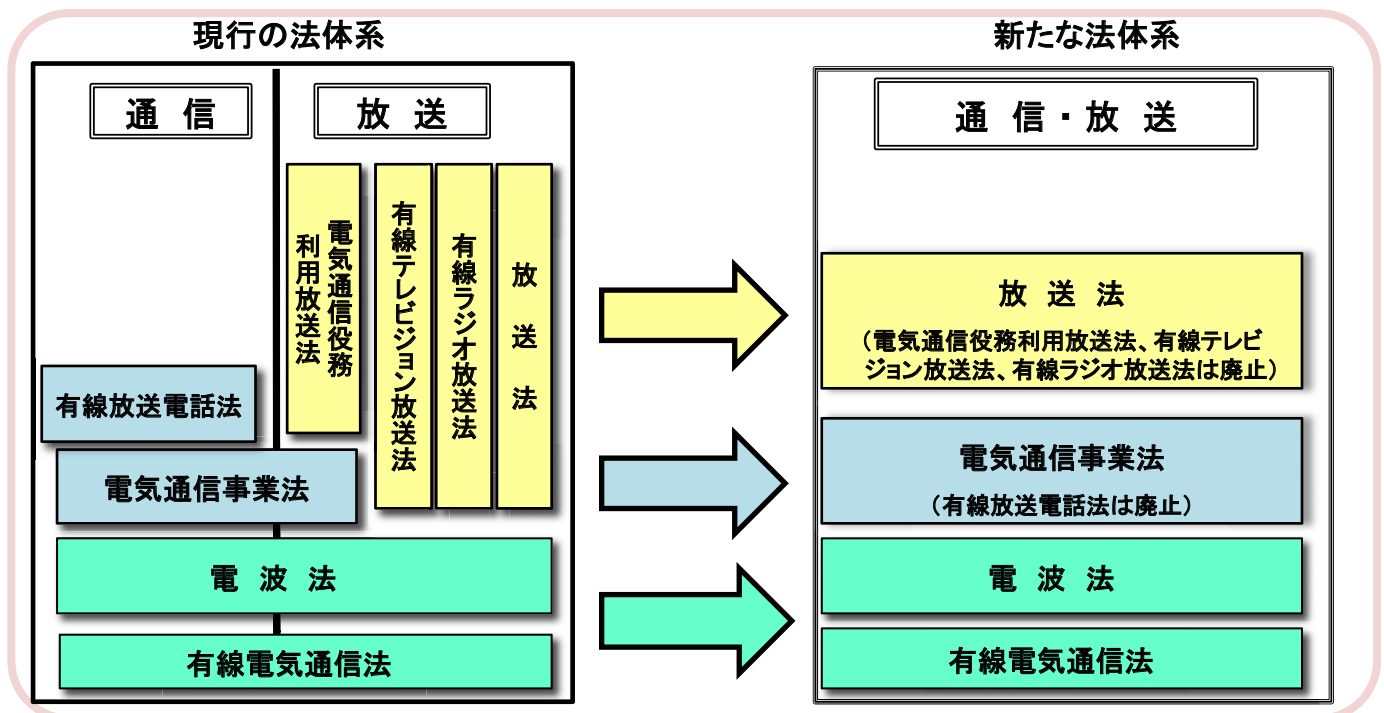 現行の法体系
通信
放送
電気通信役務
利用放送法
有線テレビジョン放送法
有線ラジオ放送法
放送法
有線放送電話法
電気通信事業法
電波法
有線電気通信法
新たな法体系
通信・放送
放送法
（電気通信役務利用放送法、有線テレビ
ジョン放送法、有線ラジオ放送法は廃止）
電気通信事業法
（有線放送電話法は廃止）
電波法
有線電気通信法